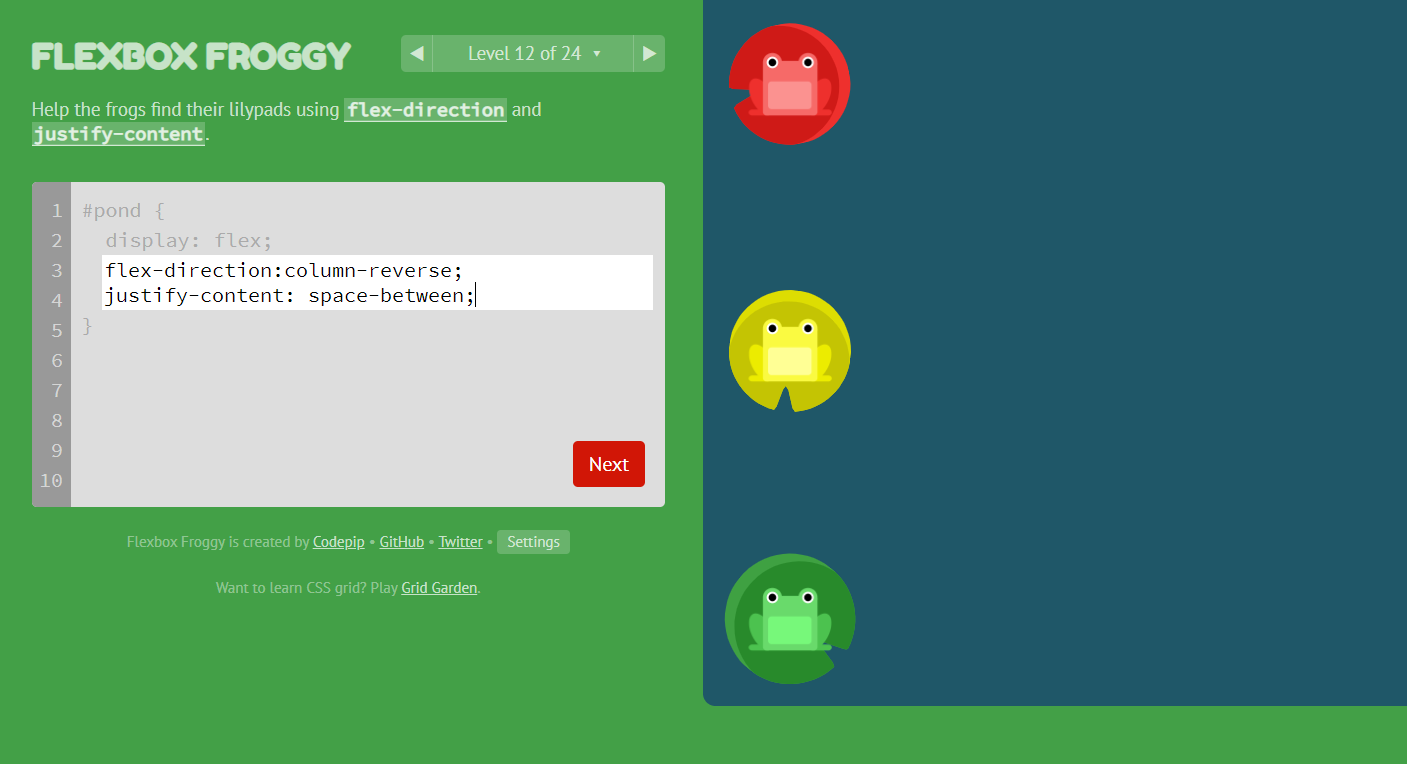 FLEXBOX FROGGY
◀ Level 12 of 24 ▾ ▶
Help the frogs find their lilypads using flex-direction and
justify-content.
1 #pond {
2 display: flex;
3 flex-direction:column-reverse;
4 justify-content: space-between;
5 }
6
7
8
9
10
Next
Flexbox Froggy is created by Codepip • GitHub • Twitter • Settings
Want to learn CSS grid? Play Grid Garden.